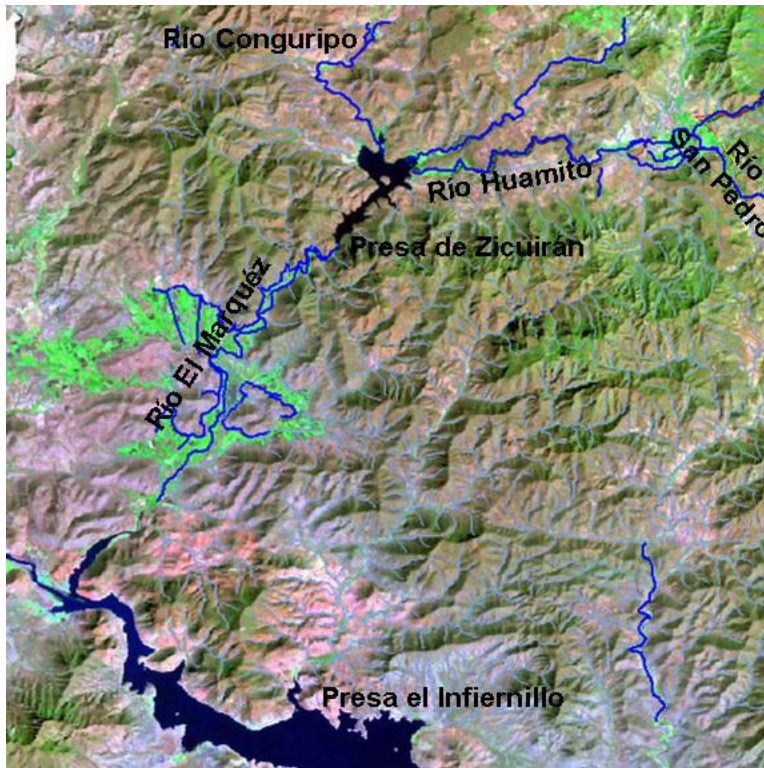 Río Conguripo
Río
San Pedro
Río Huamito
Presa de Zicuirán
Río El Marquéz
Presa el Infiernillo